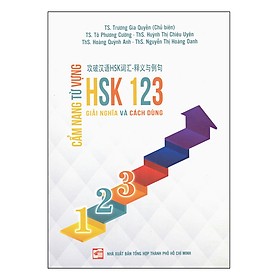 TS. Trương Gia Quyền (Chủ biên)
TS. Tô Phương Cường - ThS. Huỳnh Thị Chiêu Uyên
ThS. Hoàng Quỳnh Anh - ThS. Nguyễn Thị Hoàng Oanh
CẨM NANG TỪ VỰNG
攻破汉语HSK词汇-释义与例句
HSK 123
GIẢI NGHĨA VÀ CÁCH DÙNG
1 2 3
NHÀ XUẤT BẢN TỔNG HỢP THÀNH PHỐ HỒ CHÍ MINH